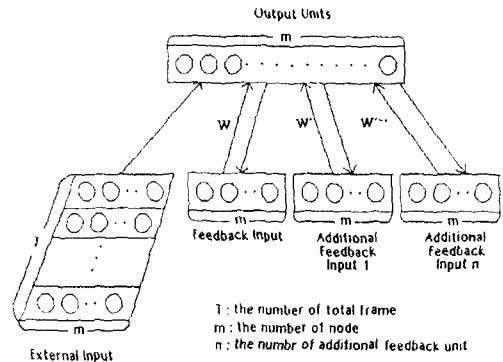 Output Units
m
W
W'
W'⋯
m
m
m
Feedback Input
Additional
Feedback
Input 1
Additional
Feedback
Input n
T
m
External Input
T : the number of total frame
m : the number of node
n : the numbr of additional feedback unit